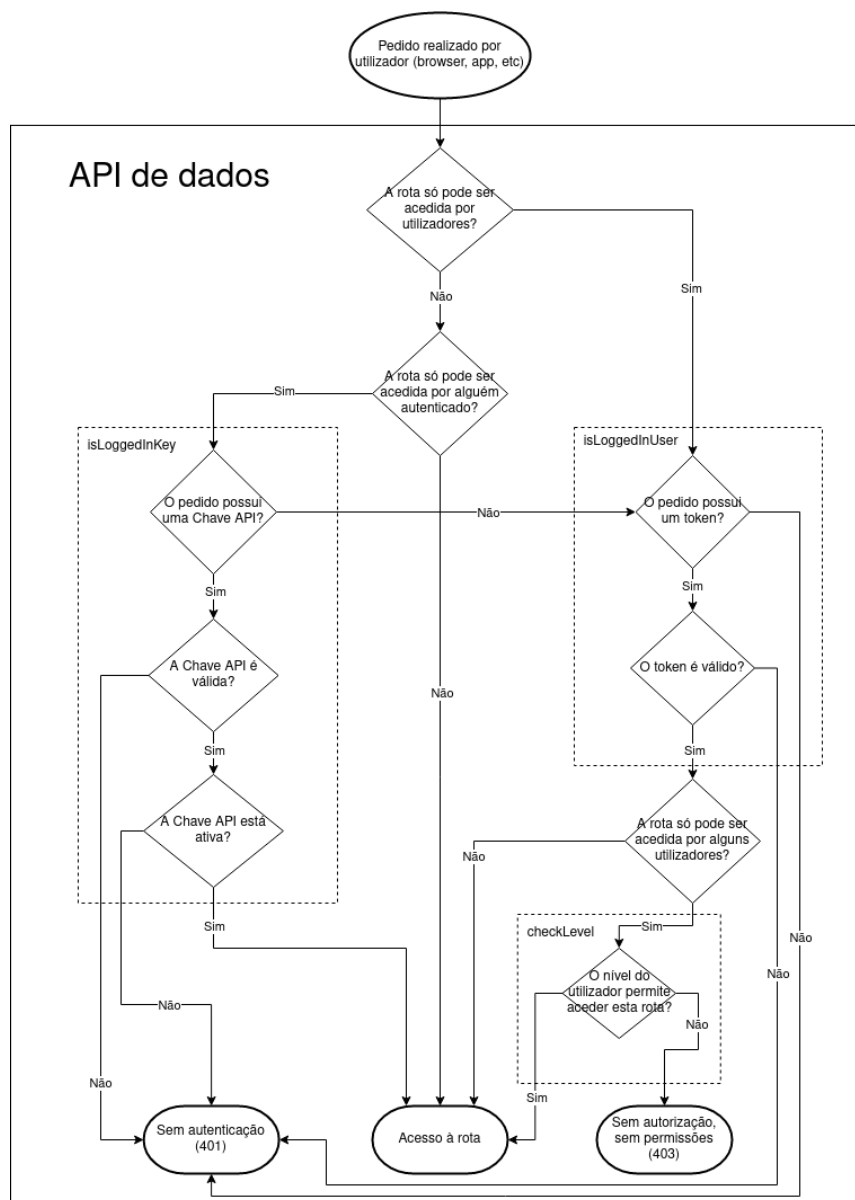 Pedido realizado por
utilizador (browser, app, etc)
API de dados
A rota só pode ser
acedida por
utilizadores?
Não
Sim
A rota só pode ser
acedida por alguém
autenticado?
Sim
isLoggedInKey
isLoggedInUser
O pedido possui
uma Chave API?
Não
O pedido possui
um token?
Sim
Sim
A Chave API é
válida?
O token é válido?
Não
Sim
Sim
A Chave API está
ativa?
A rota só pode ser
acedida por alguns
utilizadores?
Não
Sim
Sim
checkLevel
Não
O nível do
utilizador permite
aceder esta rota?
Não
Não
Não
Não
Sim
Sem autenticação
(401)
Acesso à rota
Sem autorização,
sem permissões
(403)